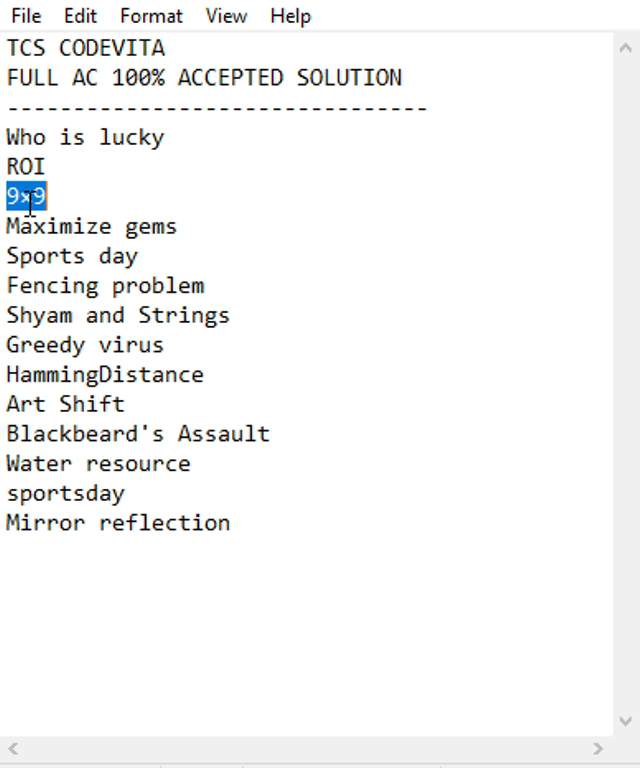 File Edit Format View Help
TCS CODEVITA
FULL AC 100% ACCEPTED SOLUTION
--------------------------------
Who is lucky
ROI
9x9
Maximize gems
Sports day
Fencing problem
Shyam and Strings
Greedy virus
HammingDistance
Art Shift
Blackbeard's Assault
Water resource
sportsday
Mirror reflection